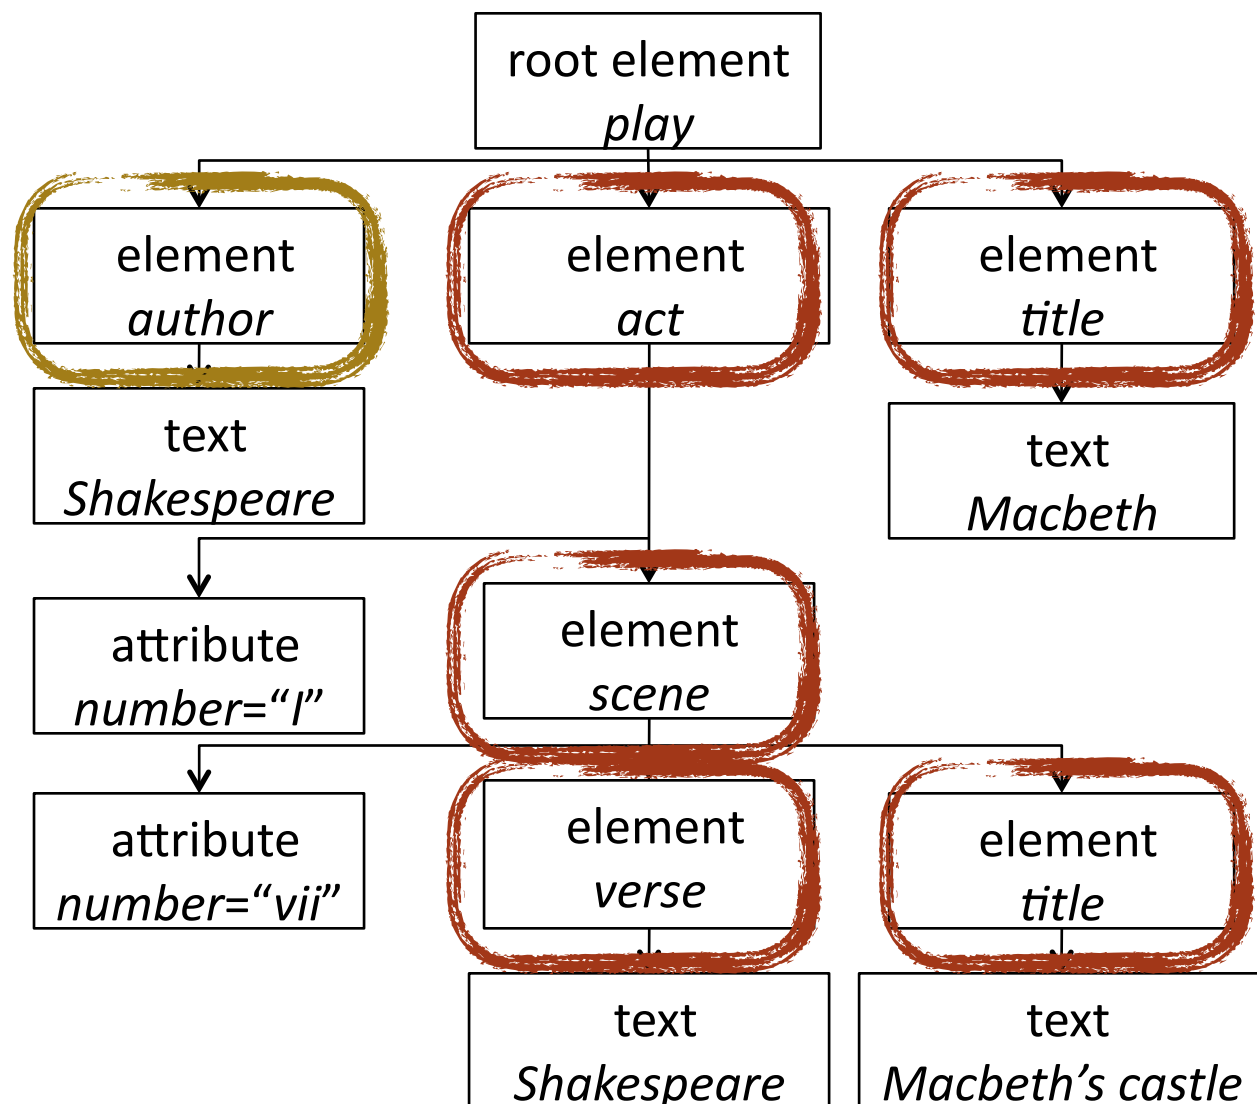 root element
play
element
author
element
act
element
title
text
Shakespeare
text
Macbeth
attribute
number=“I”
element
scene
attribute
number=“vii”
element
verse
element
title
text
Shakespeare
text
Macbeth’s castle